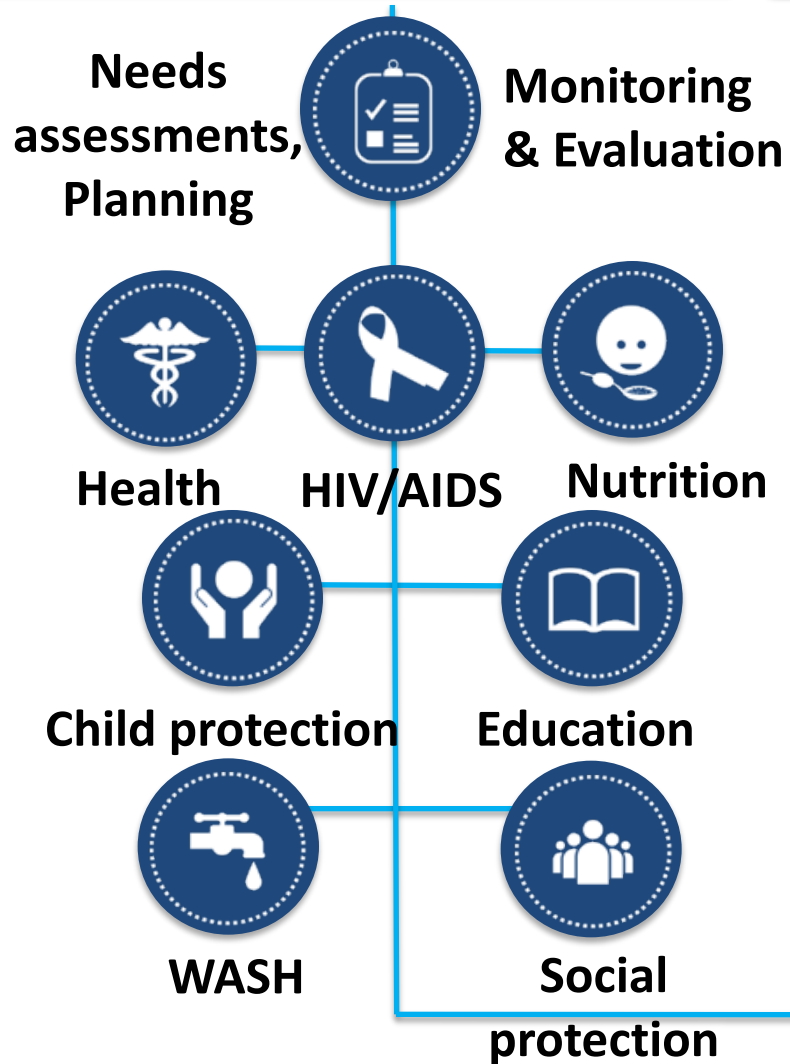 Needs
assessments,
Planning
Monitoring
& Evaluation
Health
HIV/AIDS
Nutrition
Child protection
Education
WASH
Social
protection